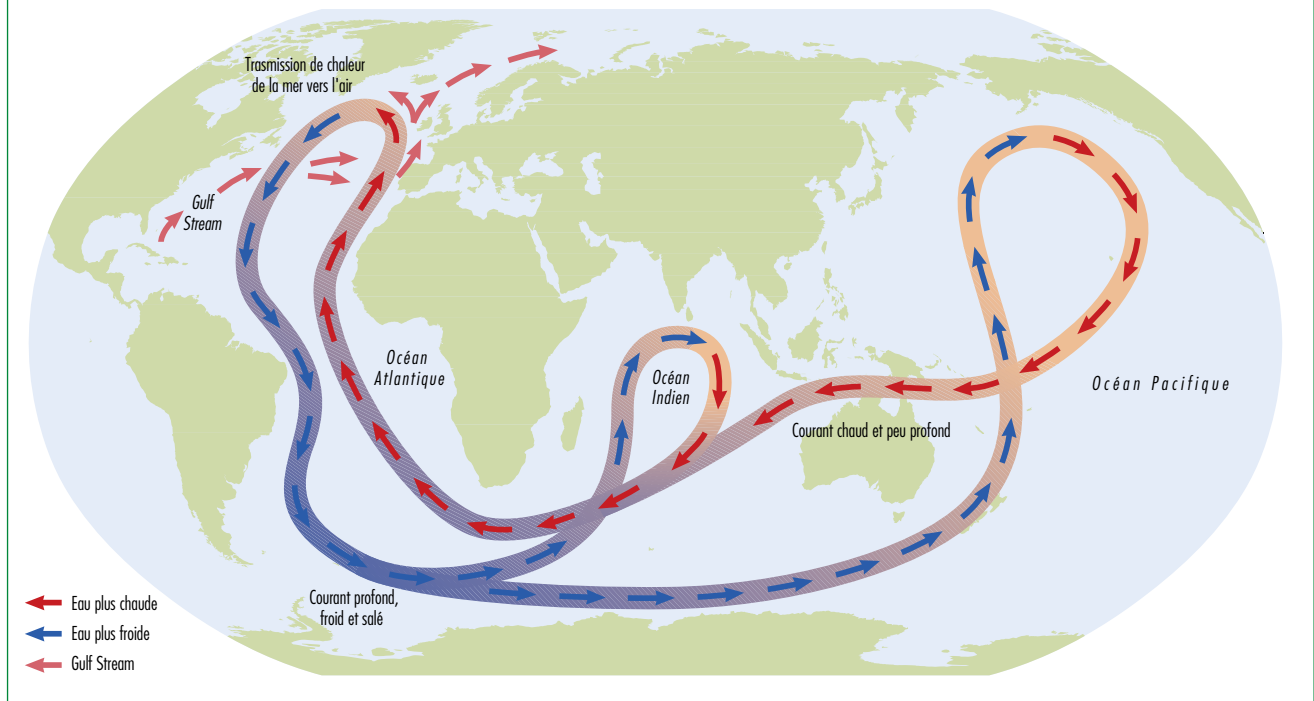 Trasmission de chaleur
de la mer vers l'air
Gulf
Stream
Océan
Atlantique
Océan
Indien
Océan Pacifique
Courant chaud et peu profond
Courant profond,
froid et salé
Eau plus chaude
Eau plus froide
Gulf Stream